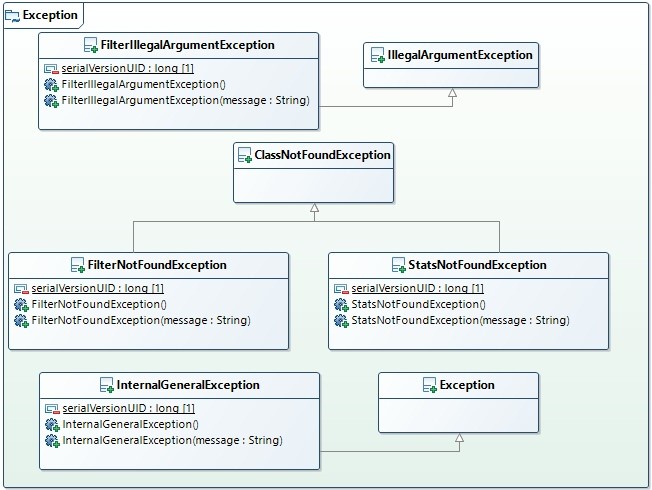 Exception
FilterIllegalArgumentException
serialVersionUID : long [1]
FilterIllegalArgumentException()
FilterIllegalArgumentException(message : String)
IllegalArgumentException
ClassNotFoundException
FilterNotFoundException
serialVersionUID : long [1]
FilterNotFoundException()
FilterNotFoundException(message : String)
StatsNotFoundException
serialVersionUID : long [1]
StatsNotFoundException()
StatsNotFoundException(message : String)
InternalGeneralException
serialVersionUID : long [1]
InternalGeneralException()
InternalGeneralException(message : String)
Exception